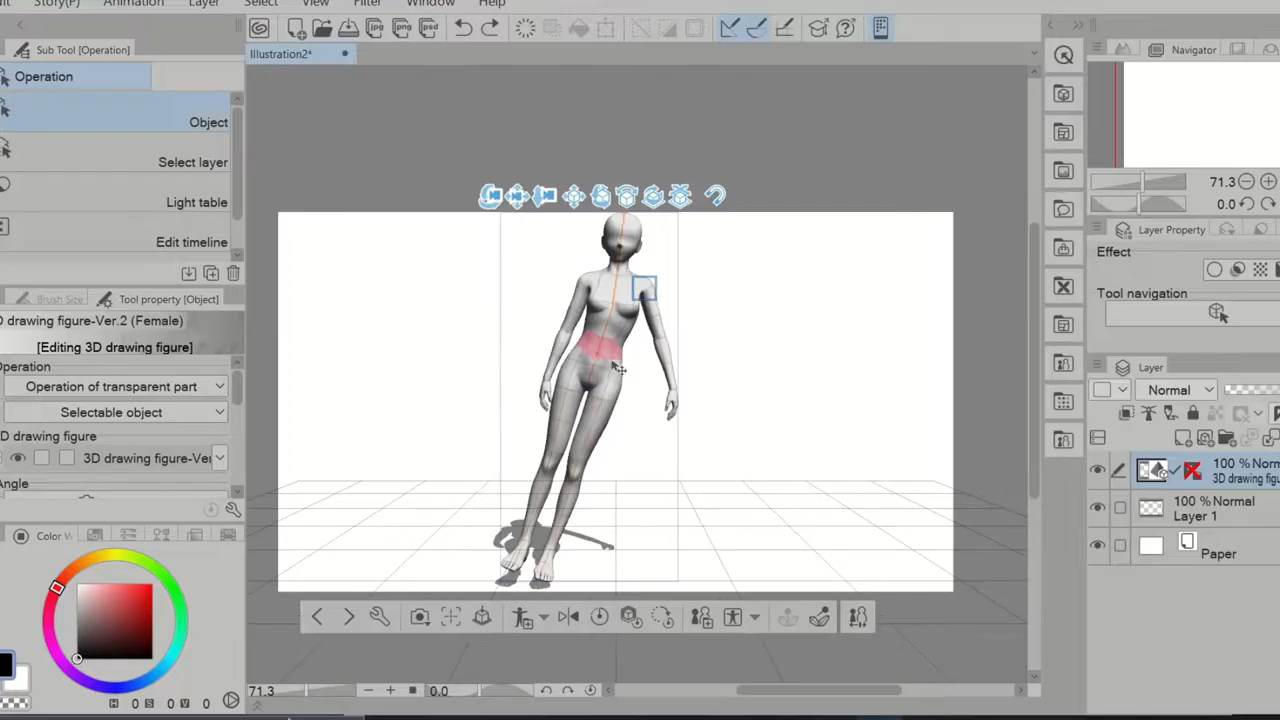 Story(P) Animation Layer Select View Filter Window Help
Sub Tool [Operation]
Illustration2*
Navigator
Operation
Object
Select layer
Light table
Edit timeline
71.3
0.0
Layer Property
Effect
Tool navigation
Brush Size Tool property [Object]
D drawing figure-Ver.2 (Female)
[Editing 3D drawing figure]
Operation
Operation of transparent part
Selectable object
D drawing figure
3D drawing figure-Ver
Angle
Layer
Normal
100 % Norm
3D drawing figu
100 % Normal
Layer 1
Paper
Color W
H 0 S 0 V 0
71.3 0.0